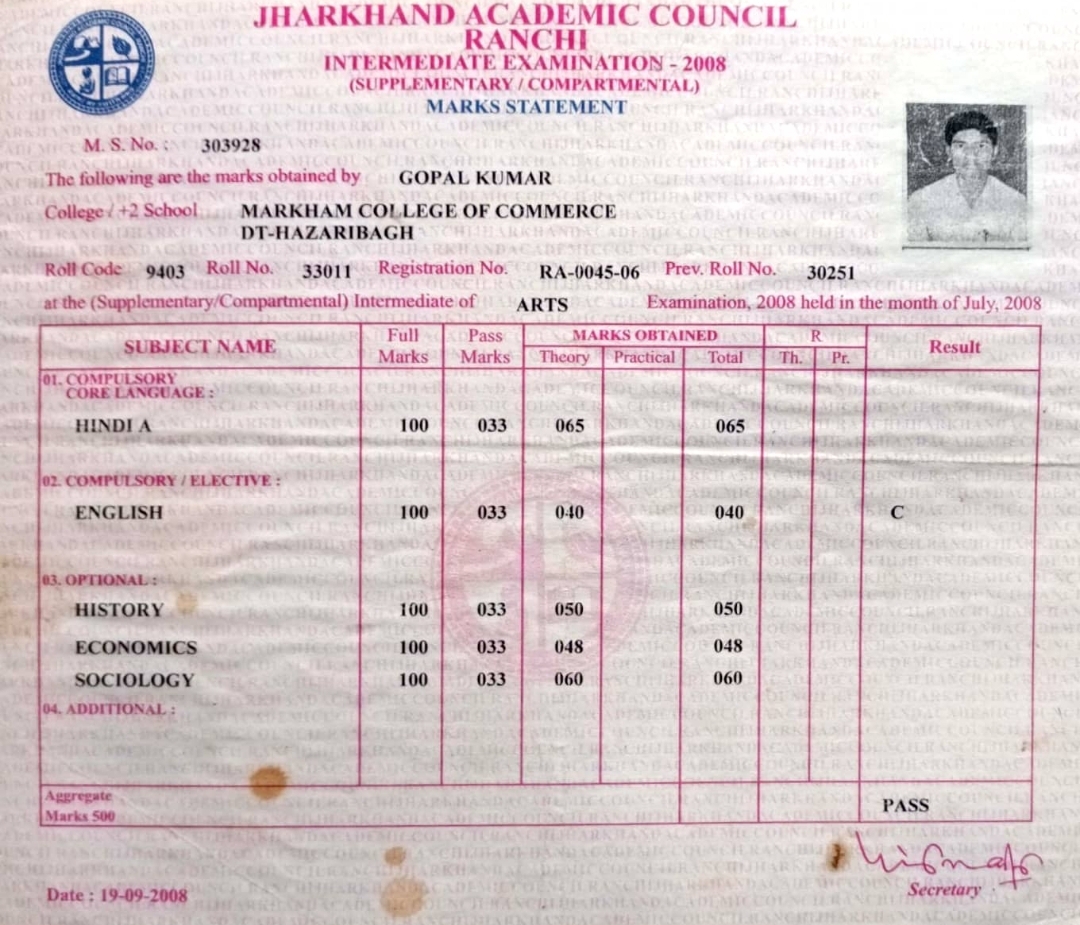 JHARKHAND ACADEMIC COUNCIL
RANCHI
INTERMEDIATE EXAMINATION - 2008
(SUPPLEMENTARY / COMPARTMENTAL)
MARKS STATEMENT
M. S. No. : 303928
The following are the marks obtained by GOPAL KUMAR
College / +2 School MARKHAM COLLEGE OF COMMERCE
DT-HAZARIBAGH
Roll Code 9403 Roll No. 33011 Registration No. RA-0045-06 Prev. Roll No. 30251
at the (Supplementary/Compartmental) Intermediate of ARTS Examination, 2008 held in the month of July, 2008
SUBJECT NAME Full Marks Pass Marks MARKS OBTAINED R Result
Theory Practical Total Th. Pr.
01. COMPULSORY
CORE LANGUAGE :
HINDI A 100 033 065 065
02. COMPULSORY / ELECTIVE :
ENGLISH 100 033 040 040 C
03. OPTIONAL :
HISTORY 100 033 050 050
ECONOMICS 100 033 048 048
SOCIOLOGY 100 033 060 060
04. ADDITIONAL :
Aggregate
Marks 500 PASS
Date : 19-09-2008 Secretary